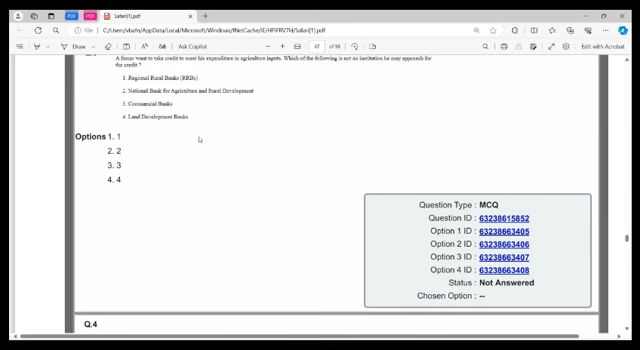 Safari[1].pdf
PDF
PDF
File
C:/Users/vbafn/AppData/Local/Microsoft/Windows/INetCache/IE/HPIFRVTH/Safari[1].pdf
Draw
Ask Copilot
67
of 98
Edit with Acrobat
A farmer want to take credit to meet his expenditure in agriculture inputs. Which of the following is not an institution he may approach for
the credit ?
1. Regional Rural Banks (RRBs)
2. National Bank for Agriculture and Rural Development
3. Commercial Banks
4. Land Development Banks
Options 1. 1
2. 2
3. 3
4. 4
Question Type : MCQ
Question ID : 63238615852
Option 1 ID : 63238663405
Option 2 ID : 63238663406
Option 3 ID : 63238663407
Option 4 ID : 63238663408
Status : Not Answered
Chosen Option : --
Q.4